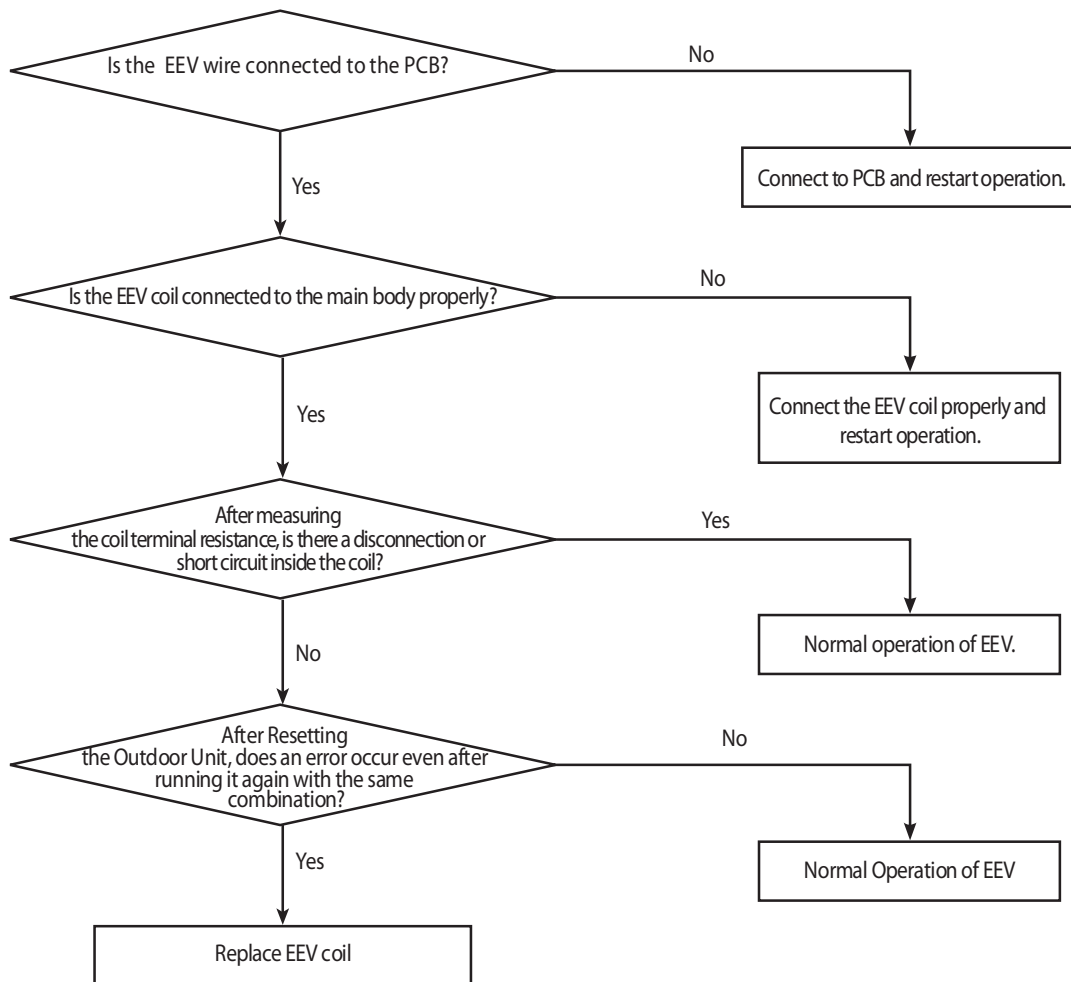 Is the EEV wire connected to the PCB?
No
Connect to PCB and restart operation.
Yes
Is the EEV coil connected to the main body properly?
No
Connect the EEV coil properly and
restart operation.
Yes
After measuring
the coil terminal resistance, is there a disconnection or
short circuit inside the coil?
Yes
Normal operation of EEV.
No
After Resetting
the Outdoor Unit, does an error occur even after
running it again with the same
combination?
No
Normal Operation of EEV
Yes
Replace EEV coil